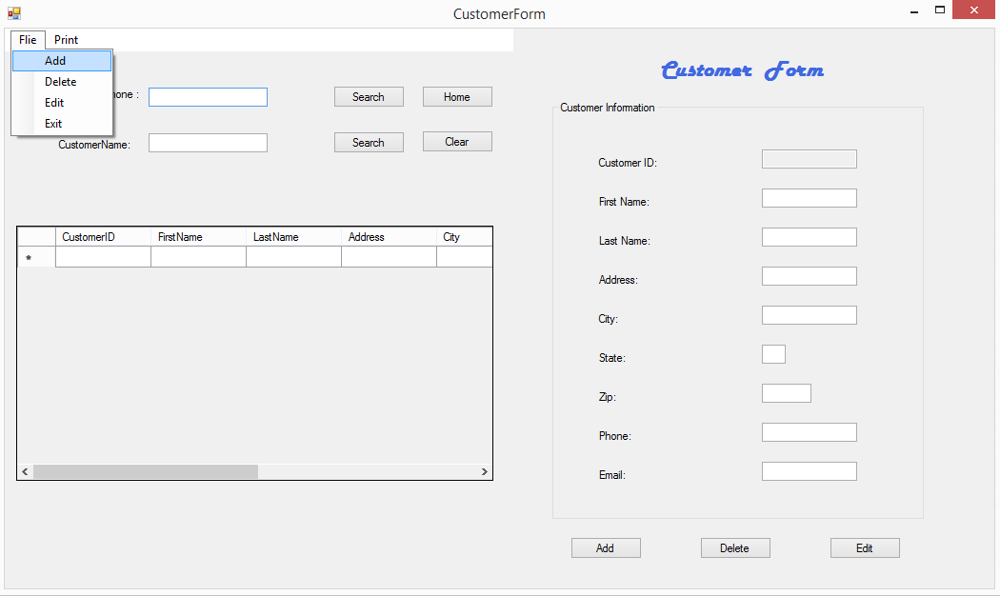 CustomerForm
Flie Print
Add
Delete
Edit
Exit
hone :
Search
Home
CustomerName:
Search
Clear
CustomerID FirstName LastName Address City
*
Customer Form
Customer Information
Customer ID:
First Name:
Last Name:
Address:
City:
State:
Zip:
Phone:
Email:
Add Delete Edit